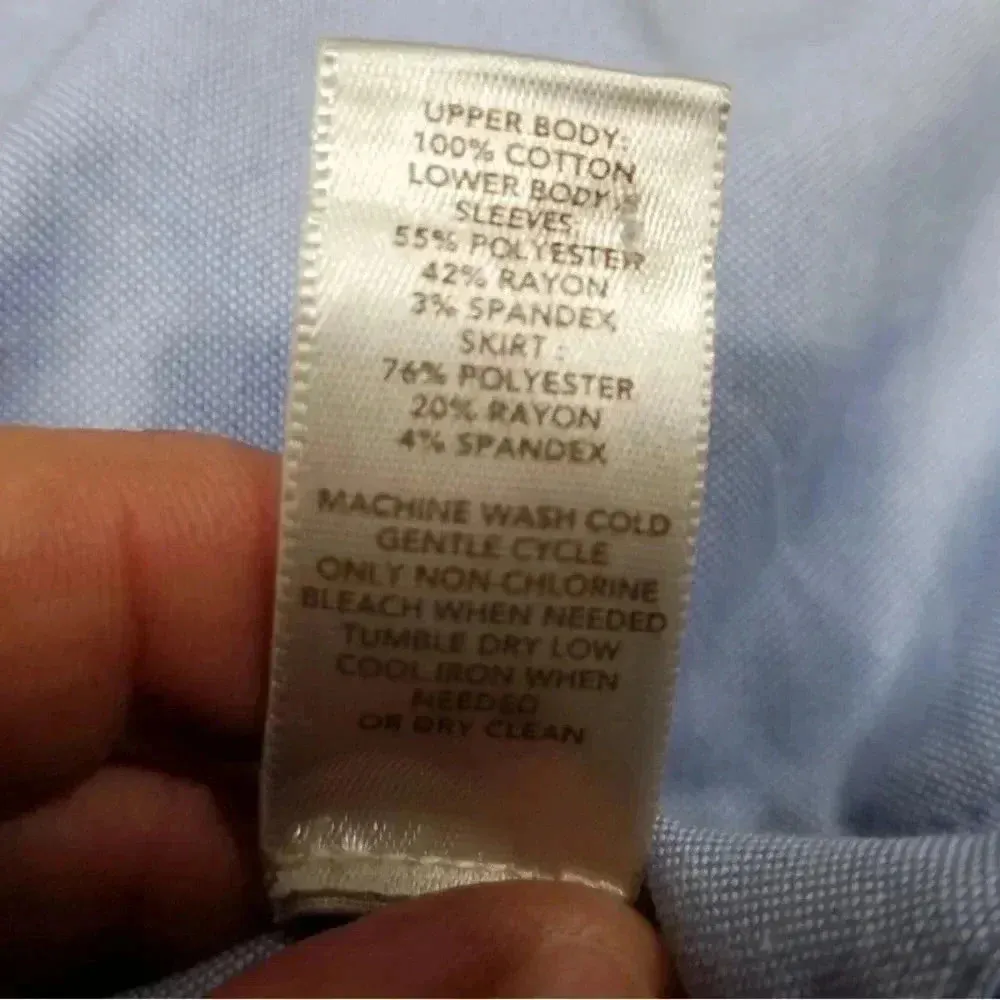 UPPER BODY:
100% COTTON
LOWER BODY &
SLEEVES:
55% POLYESTER
42% RAYON
3% SPANDEX
SKIRT :
76% POLYESTER
20% RAYON
4% SPANDEX
MACHINE WASH COLD
GENTLE CYCLE
ONLY NON-CHLORINE
BLEACH WHEN NEEDED
TUMBLE DRY LOW
COOL IRON WHEN
NEEDED
OR DRY CLEAN